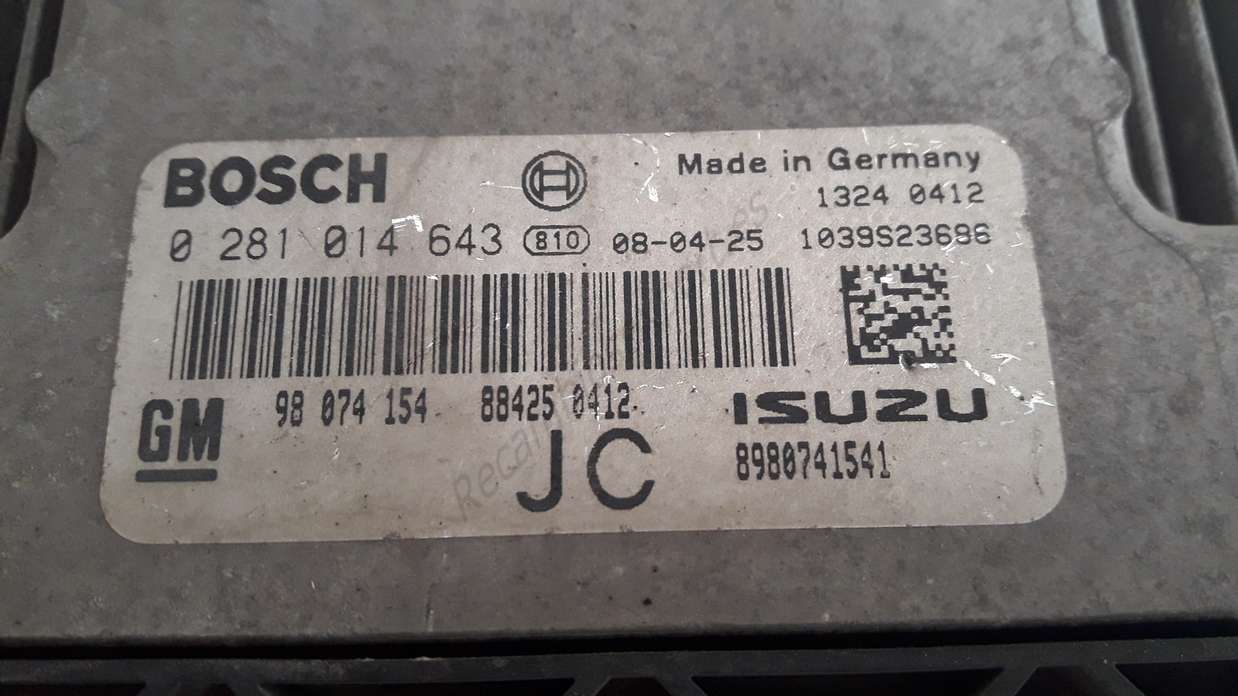 BOSCH
Made in Germany
1324 0412
0 281 014 643 810 08-04-25 1039S23686
GM
98 074 154 88425 0412
ISUZU
JC
8980741541